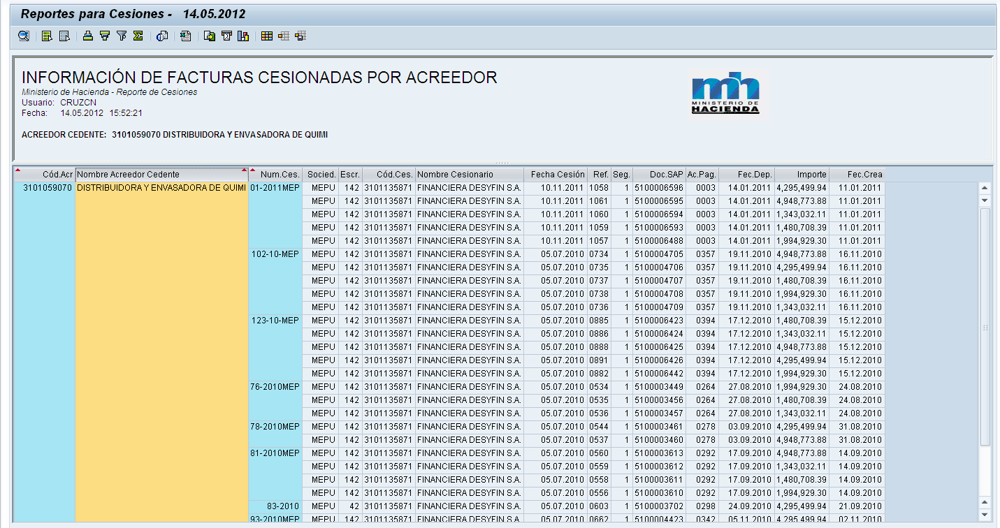 Reportes para Cesiones - 14.05.2012
INFORMACIÓN DE FACTURAS CESIONADAS POR ACREEDOR
Ministerio de Hacienda - Reporte de Cesiones
Usuario: CRUZCN
Fecha: 14.05.2012 15:52:21
ACREEDOR CEDENTE: 3101059070 DISTRIBUIDORA Y ENVASADORA DE QUIMI
mh
MINISTERIO DE
HACIENDA
Cód.Acr Nombre Acreedor Cedente Num.Ces. Socied. Escr. Cód.Ces. Nombre Cesionario Fecha Cesión Ref. Seg. Doc.SAP Ac.Pag. Fec.Dep. Importe Fec.Crea
3101059070 DISTRIBUIDORA Y ENVASADORA DE QUIMI 01-2011MEP MEPU 142 3101135871 FINANCIERA DESYFIN S.A. 10.11.2011 1058 1 5100006596 0003 14.01.2011 4,295,499.94 11.01.2011
MEPU 142 3101135871 FINANCIERA DESYFIN S.A. 10.11.2011 1061 1 5100006595 0003 14.01.2011 4,948,773.88 11.01.2011
MEPU 142 3101135871 FINANCIERA DESYFIN S.A. 10.11.2011 1060 1 5100006594 0003 14.01.2011 1,343,032.11 11.01.2011
MEPU 142 3101135871 FINANCIERA DESYFIN S.A. 10.11.2011 1059 1 5100006593 0003 14.01.2011 1,480,708.39 11.01.2011
MEPU 142 3101135871 FINANCIERA DESYFIN S.A. 10.11.2011 1057 1 5100006488 0003 14.01.2011 1,994,929.30 11.01.2011
102-10-MEP MEPU 142 3101135871 FINANCIERA DESYFIN S.A. 05.07.2010 0734 1 5100004705 0357 19.11.2010 4,948,773.88 16.11.2010
MEPU 142 3101135871 FINANCIERA DESYFIN S.A. 05.07.2010 0735 1 5100004706 0357 19.11.2010 4,295,499.94 16.11.2010
MEPU 142 3101135871 FINANCIERA DESYFIN S.A. 05.07.2010 0737 1 5100004707 0357 19.11.2010 1,480,708.39 16.11.2010
MEPU 142 3101135871 FINANCIERA DESYFIN S.A. 05.07.2010 0738 1 5100004708 0357 19.11.2010 1,994,929.30 16.11.2010
MEPU 142 3101135871 FINANCIERA DESYFIN S.A. 05.07.2010 0736 1 5100004709 0357 19.11.2010 1,343,032.11 16.11.2010
123-10-MEP MEPU 142 3101135871 FINANCIERA DESYFIN S.A. 05.07.2010 0885 1 5100006423 0394 17.12.2010 1,480,708.39 15.12.2010
MEPU 142 3101135871 FINANCIERA DESYFIN S.A. 05.07.2010 0886 1 5100006424 0394 17.12.2010 1,343,032.11 15.12.2010
MEPU 142 3101135871 FINANCIERA DESYFIN S.A. 05.07.2010 0888 1 5100006425 0394 17.12.2010 4,948,773.88 15.12.2010
MEPU 142 3101135871 FINANCIERA DESYFIN S.A. 05.07.2010 0891 1 5100006426 0394 17.12.2010 4,295,499.94 15.12.2010
MEPU 142 3101135871 FINANCIERA DESYFIN S.A. 05.07.2010 0882 1 5100006442 0394 17.12.2010 1,994,929.30 15.12.2010
76-2010MEP MEPU 142 3101135871 FINANCIERA DESYFIN S.A. 05.07.2010 0534 1 5100003449 0264 27.08.2010 1,994,929.30 24.08.2010
MEPU 142 3101135871 FINANCIERA DESYFIN S.A. 05.07.2010 0535 1 5100003456 0264 27.08.2010 1,480,708.39 24.08.2010
MEPU 142 3101135871 FINANCIERA DESYFIN S.A. 05.07.2010 0536 1 5100003457 0264 27.08.2010 1,343,032.11 24.08.2010
78-2010MEP MEPU 142 3101135871 FINANCIERA DESYFIN S.A. 05.07.2010 0544 1 5100003461 0278 03.09.2010 4,295,499.94 31.08.2010
MEPU 142 3101135871 FINANCIERA DESYFIN S.A. 05.07.2010 0537 1 5100003460 0278 03.09.2010 4,948,773.88 31.08.2010
81-2010MEP MEPU 142 3101135871 FINANCIERA DESYFIN S.A. 05.07.2010 0560 1 5100003613 0292 17.09.2010 4,948,773.88 14.09.2010
MEPU 142 3101135871 FINANCIERA DESYFIN S.A. 05.07.2010 0559 1 5100003612 0292 17.09.2010 1,343,032.11 14.09.2010
MEPU 142 3101135871 FINANCIERA DESYFIN S.A. 05.07.2010 0558 1 5100003611 0292 17.09.2010 1,480,708.39 14.09.2010
MEPU 142 3101135871 FINANCIERA DESYFIN S.A. 05.07.2010 0556 1 5100003610 0292 17.09.2010 1,994,929.30 14.09.2010
83-2010 MEPU 42 3101135871 FINANCIERA DESYFIN S.A. 05.07.2010 0603 1 5100003702 0298 24.09.2010 4,295,499.94 21.09.2010
93-2010MEP MEPU 142 3101135871 FINANCIERA DESYFIN S.A. 05.07.2010 0662 1 5100004423 0342 05.11.2010 4,295,499.94 02.11.2010